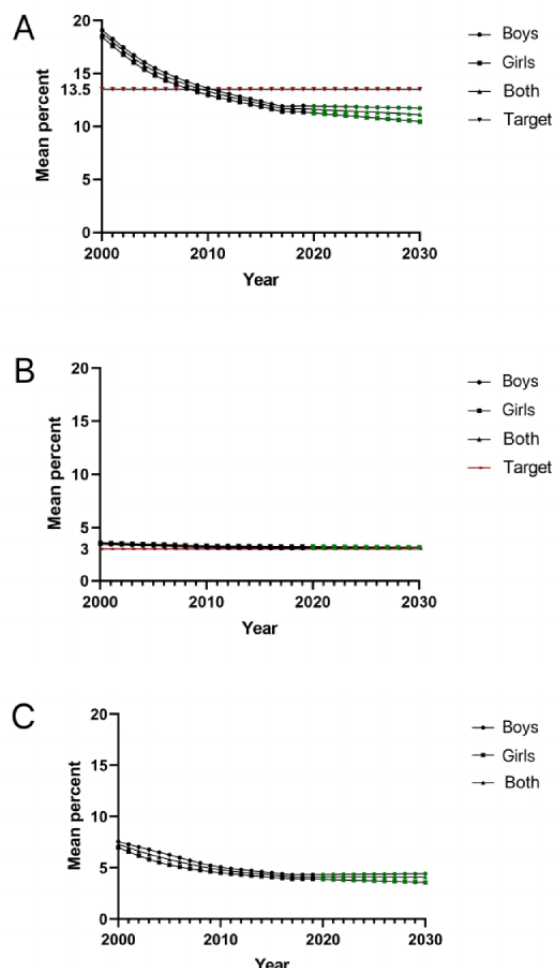 A
20
15
13.5
10
5
0
Mean percent
2000 2010 2020 2030
Year
Boys
Girls
Both
Target
B
20
15
10
5
3
0
Mean percent
2000 2010 2020 2030
Year
Boys
Girls
Both
Target
C
20
15
10
5
0
Mean percent
2000 2010 2020 2030
Year
Boys
Girls
Both